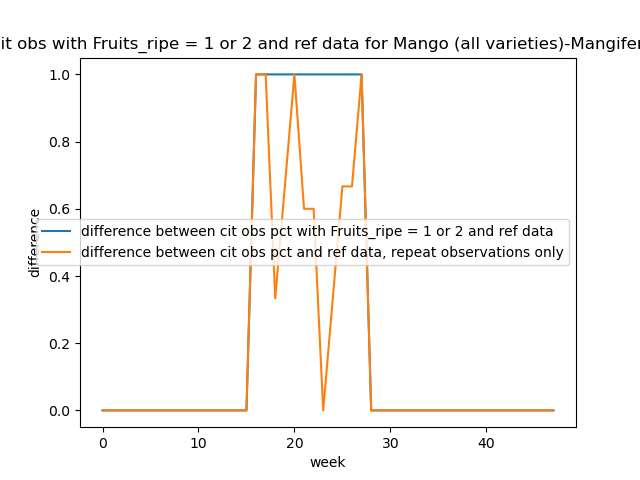 it obs with Fruits_ripe = 1 or 2 and ref data for Mango (all varieties)-Mangifer
1.0
0.8
0.6
0.4
0.2
0.0
difference
difference between cit obs pct with Fruits_ripe = 1 or 2 and ref data
difference between cit obs pct and ref data, repeat observations only
0 10 20 30 40
week